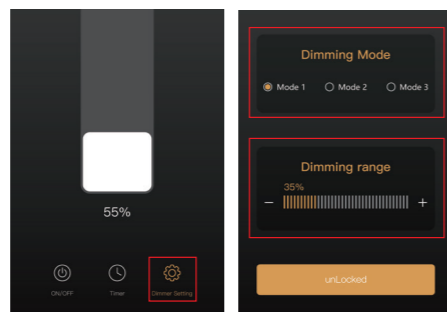 55%
ON/OFF
Timer
Dimmer Setting
Dimming Mode
Mode 1
Mode 2
Mode 3
Dimming range
35%
− +
unLocked